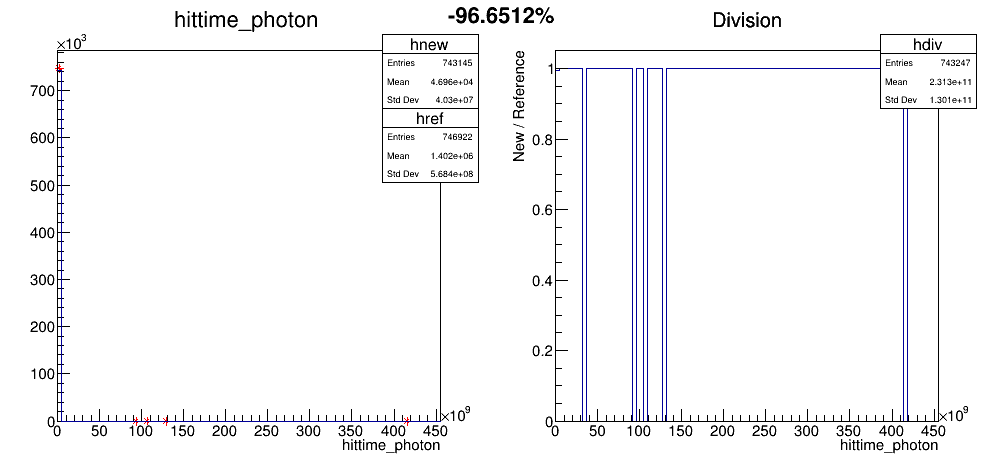 -96.6512%
hittime_photon
×10³
hnew
Entries 743145
Mean 4.696e+04
Std Dev 4.03e+07
href
Entries 746922
Mean 1.402e+06
Std Dev 5.684e+08
700
600
500
400
300
200
100
0
0 50 100 150 200 250 300 350 400 450
×10⁹
hittime_photon
Division
hdiv
Entries 743247
Mean 2.313e+11
Std Dev 1.301e+11
New / Reference
1
0.8
0.6
0.4
0.2
0
0 50 100 150 200 250 300 350 400 450
×10⁹
hittime_photon